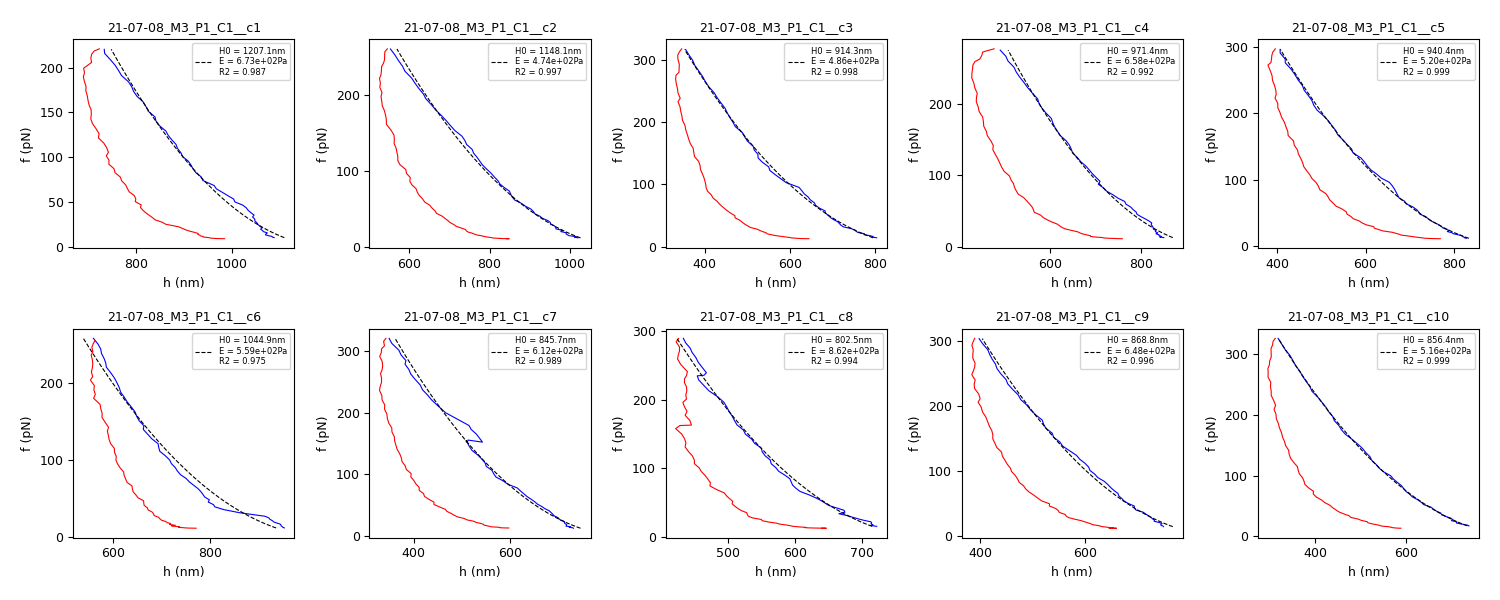 21-07-08_M3_P1_C1__c1
H0 = 1207.1nm
E = 6.73e+02Pa
R2 = 0.987
f (pN)
200
150
100
50
0
800 1000
h (nm)
21-07-08_M3_P1_C1__c2
H0 = 1148.1nm
E = 4.74e+02Pa
R2 = 0.997
f (pN)
200
100
0
600 800 1000
h (nm)
21-07-08_M3_P1_C1__c3
H0 = 914.3nm
E = 4.86e+02Pa
R2 = 0.998
f (pN)
300
200
100
0
400 600 800
h (nm)
21-07-08_M3_P1_C1__c4
H0 = 971.4nm
E = 6.58e+02Pa
R2 = 0.992
f (pN)
200
100
0
600 800
h (nm)
21-07-08_M3_P1_C1__c5
H0 = 940.4nm
E = 5.20e+02Pa
R2 = 0.999
f (pN)
300
200
100
0
400 600 800
h (nm)
21-07-08_M3_P1_C1__c6
H0 = 1044.9nm
E = 5.59e+02Pa
R2 = 0.975
f (pN)
200
100
0
600 800
h (nm)
21-07-08_M3_P1_C1__c7
H0 = 845.7nm
E = 6.12e+02Pa
R2 = 0.989
f (pN)
300
200
100
0
400 600
h (nm)
21-07-08_M3_P1_C1__c8
H0 = 802.5nm
E = 8.62e+02Pa
R2 = 0.994
f (pN)
300
200
100
0
500 600 700
h (nm)
21-07-08_M3_P1_C1__c9
H0 = 868.8nm
E = 6.48e+02Pa
R2 = 0.996
f (pN)
300
200
100
0
400 600
h (nm)
21-07-08_M3_P1_C1__c10
H0 = 856.4nm
E = 5.16e+02Pa
R2 = 0.999
f (pN)
300
200
100
0
400 600
h (nm)